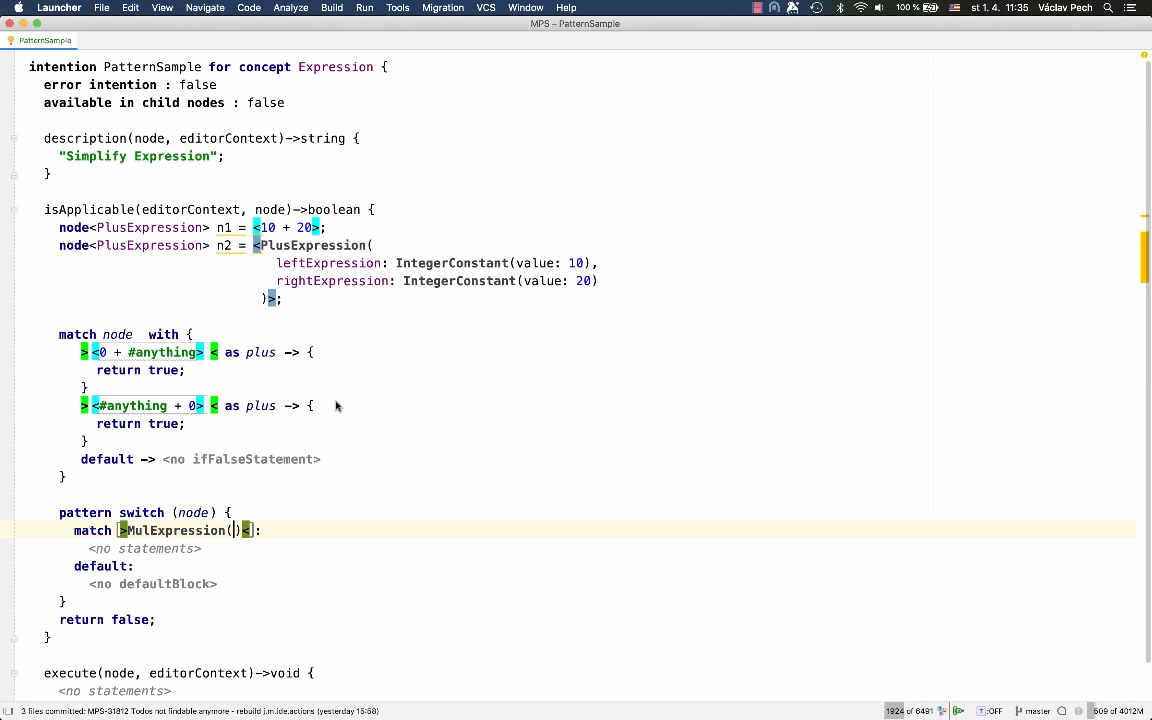 Launcher File Edit View Navigate Code Analyze Build Run Tools Migration VCS Window Help 100 % st 1. 4. 11:35 Václav Pech
MPS – PatternSample
PatternSample
intention PatternSample for concept Expression {
error intention : false
available in child nodes : false
description(node, editorContext)->string {
"Simplify Expression";
}
isApplicable(editorContext, node)->boolean {
node<PlusExpression> n1 = <10 + 20>;
node<PlusExpression> n2 = <PlusExpression(
leftExpression: IntegerConstant(value: 10),
rightExpression: IntegerConstant(value: 20)
)>;
match node with {
> <0 + #anything> < as plus -> {
return true;
}
> <#anything + 0> < as plus -> {
return true;
}
default -> <no ifFalseStatement>
}
pattern switch (node) {
match [>MulExpression()<]:
<no statements>
default:
<no defaultBlock>
}
return false;
}
execute(node, editorContext)->void {
<no statements>
3 files committed: MPS-31812 Todos not findable anymore - rebuild j.m.ide.actions (yesterday 15:58) 1924 of 6491 T :OFF master 509 of 4012M